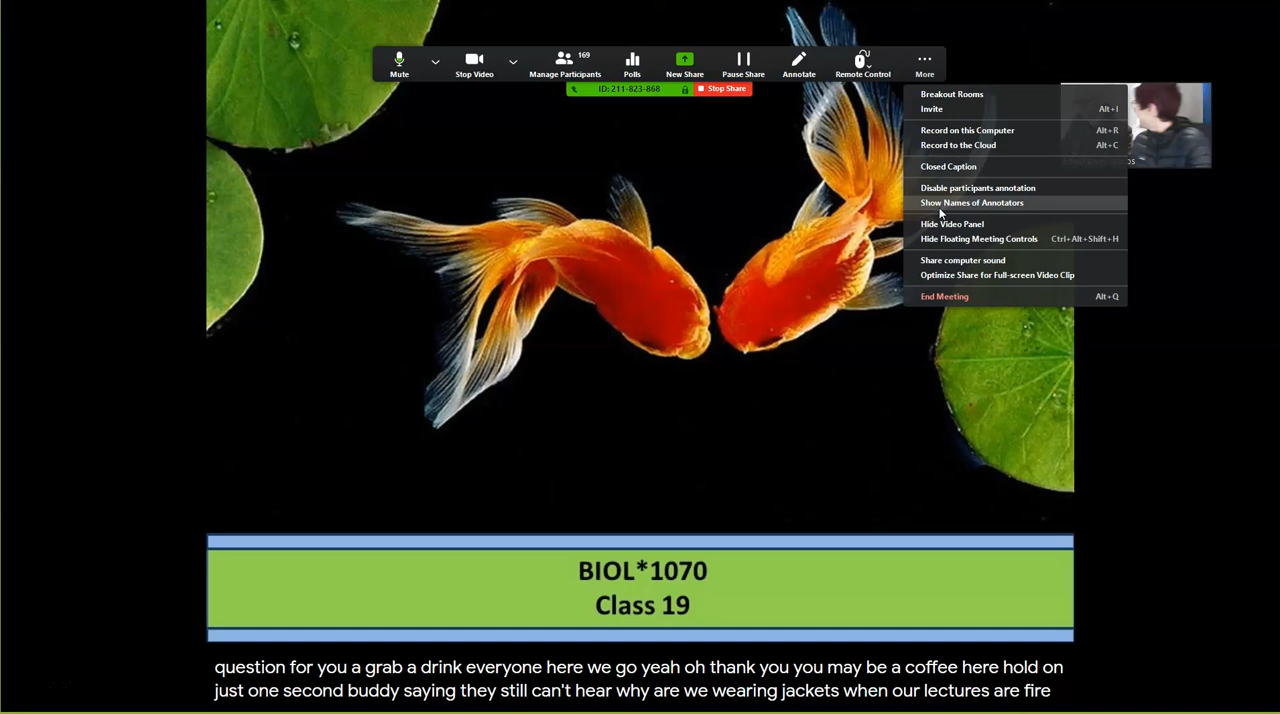 Mute
Stop Video
Manage Participants
169
Polls
New Share
Pause Share
Annotate
Remote Control
More
ID: 211-823-868
Stop Share
Breakout Rooms
Invite Alt+I
Record on this Computer Alt+R
Record to the Cloud Alt+C
Closed Caption
Disable participants annotation
Show Names of Annotators
Hide Video Panel
Hide Floating Meeting Controls Ctrl+Alt+Shift+H
Share computer sound
Optimize Share for Full-screen Video Clip
End Meeting Alt+Q
BIOL*1070
Class 19
question for you a grab a drink everyone here we go yeah oh thank you you may be a coffee here hold on
just one second buddy saying they still can't hear why are we wearing jackets when our lectures are fire